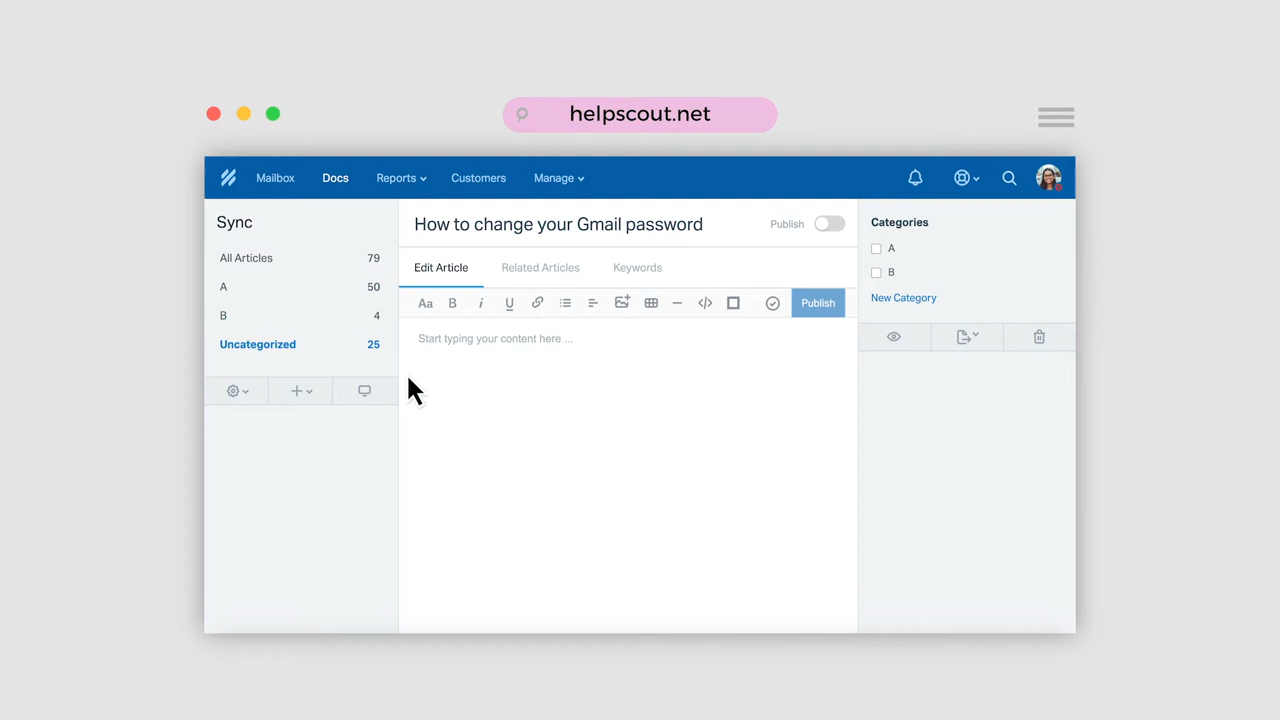 helpscout.net
Mailbox Docs Reports Customers Manage
Sync
All Articles 79
A 50
B 4
Uncategorized 25
How to change your Gmail password Publish
Edit Article Related Articles Keywords
Aa B i U Publish
Start typing your content here ...
Categories
A
B
New Category